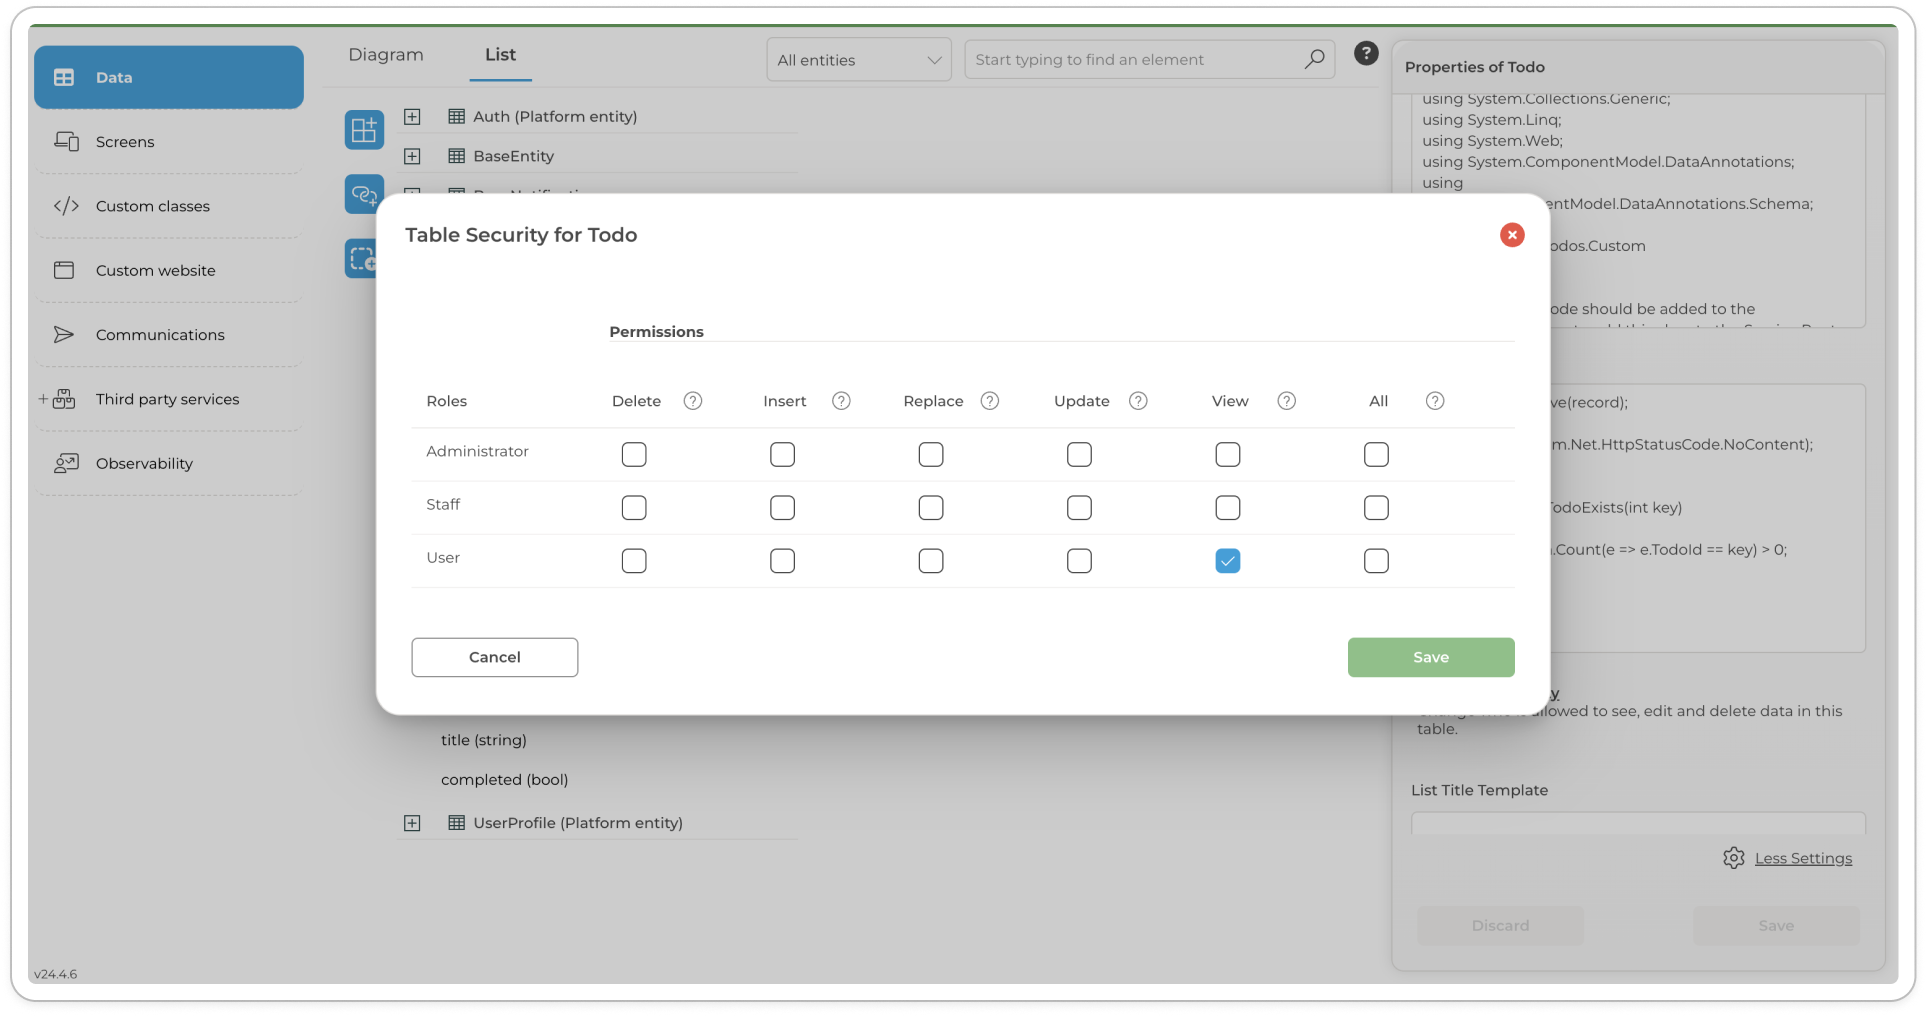 Data
Screens
Custom classes
Custom website
Communications
+ Third party services
Observability
v24.4.6
Diagram
List
All entities
Start typing to find an element
?
Auth (Platform entity)
BaseEntity
title (string)
completed (bool)
UserProfile (Platform entity)
Table Security for Todo
Permissions
Roles Delete ? Insert ? Replace ? Update ? View ? All ?
Administrator
Staff
User
Cancel
Save
Properties of Todo
using System.Collections.Generic;
using System.Linq;
using System.Web;
using System.ComponentModel.DataAnnotations;
using
entModel.DataAnnotations.Schema;
odos.Custom
ode should be added to the
ve(record);
m.Net.HttpStatusCode.NoContent);
TodoExists(int key)
.Count(e => e.TodoId == key) > 0;
y
allowed to see, edit and delete data in this
table.
List Title Template
Less Settings
Discard
Save